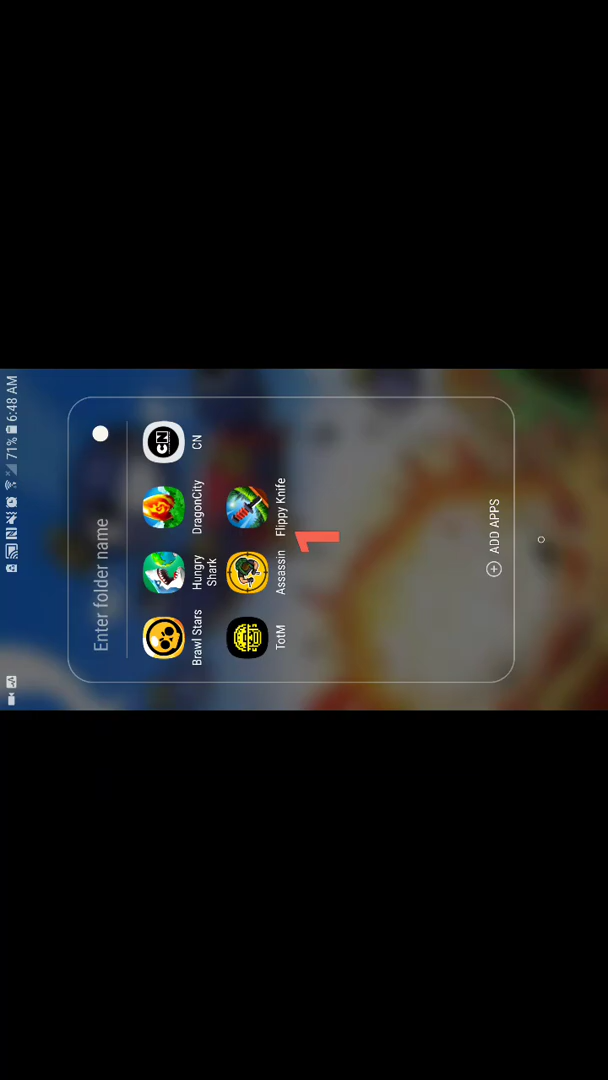 71% 6:48 AM
Enter folder name
CN
Brawl Stars
Hungry
Shark
DragonCity
CN
TotM
Assassin
Flippy Knife
1
ADD APPS